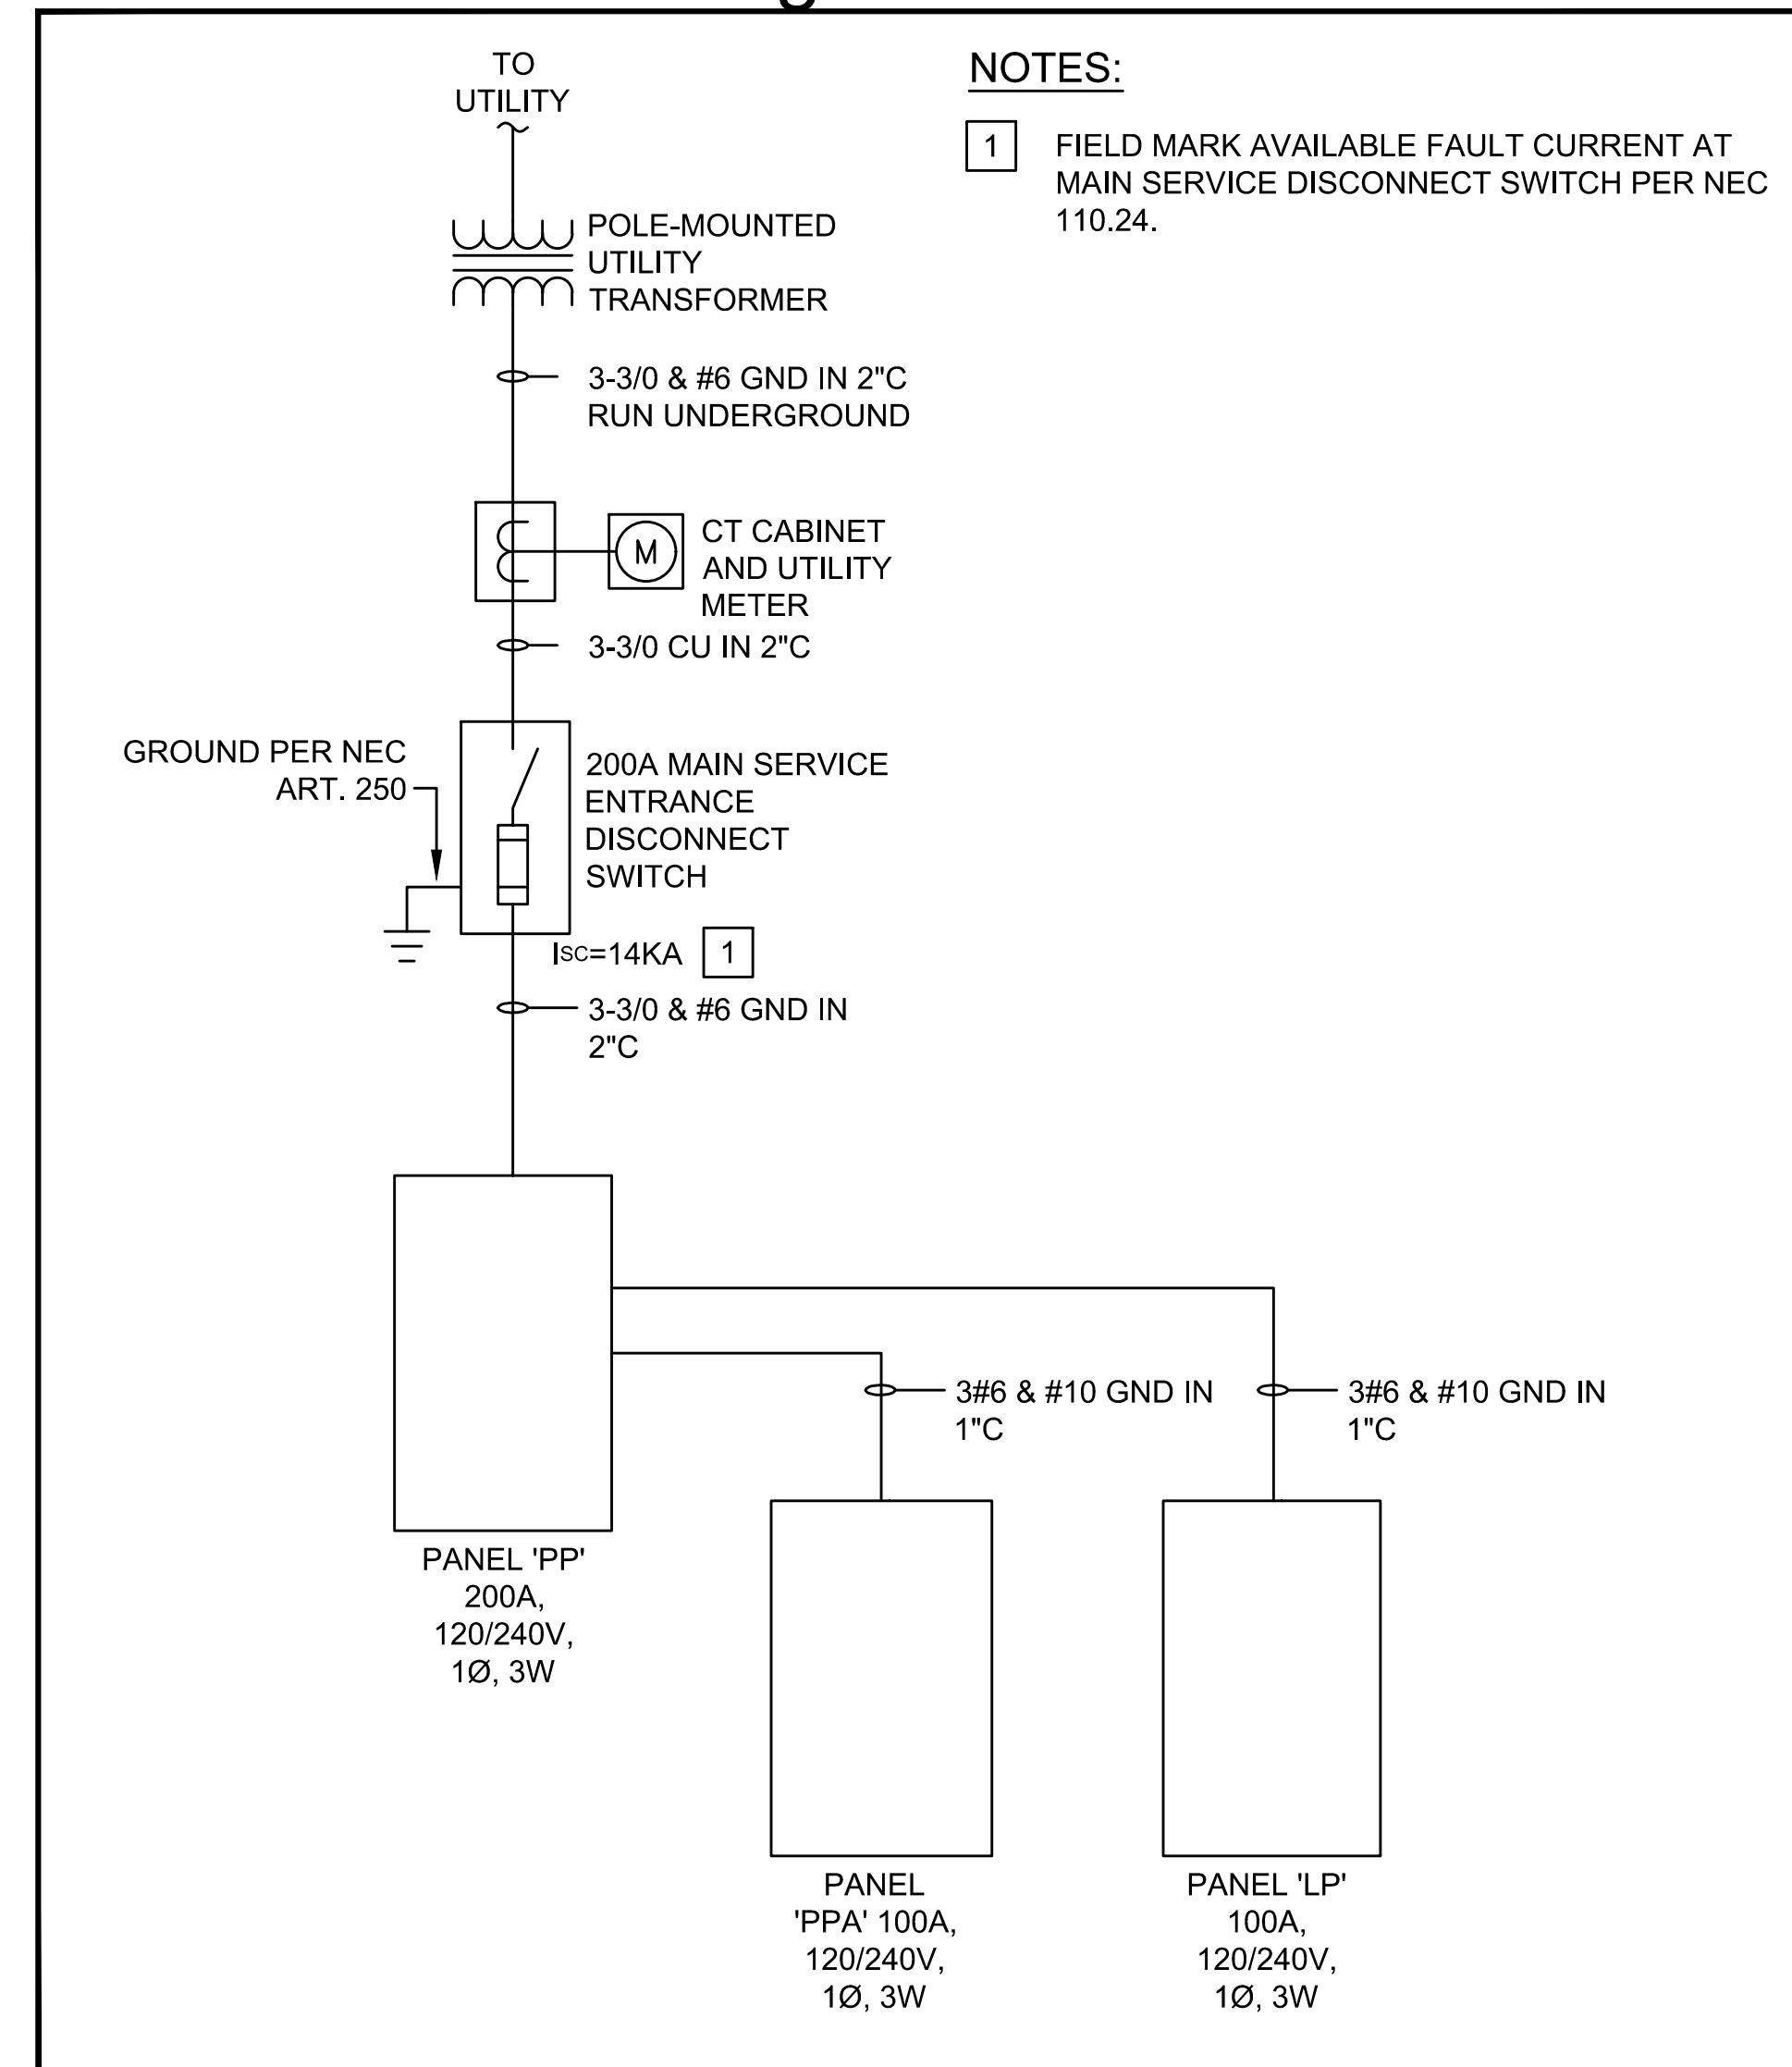 TO
UTILITY
NOTES:
1
FIELD MARK AVAILABLE FAULT CURRENT AT
MAIN SERVICE DISCONNECT SWITCH PER NEC
110.24.
POLE-MOUNTED
UTILITY
TRANSFORMER
3-3/0 & #6 GND IN 2"C
RUN UNDERGROUND
M
CT CABINET
AND UTILITY
METER
3-3/0 CU IN 2"C
GROUND PER NEC
ART. 250
200A MAIN SERVICE
ENTRANCE
DISCONNECT
SWITCH
ISC=14KA 1
3-3/0 & #6 GND IN
2"C
3#6 & #10 GND IN
1"C
3#6 & #10 GND IN
1"C
PANEL 'PP'
200A,
120/240V,
1Ø, 3W
PANEL
'PPA' 100A,
120/240V,
1Ø, 3W
PANEL 'LP'
100A,
120/240V,
1Ø, 3W